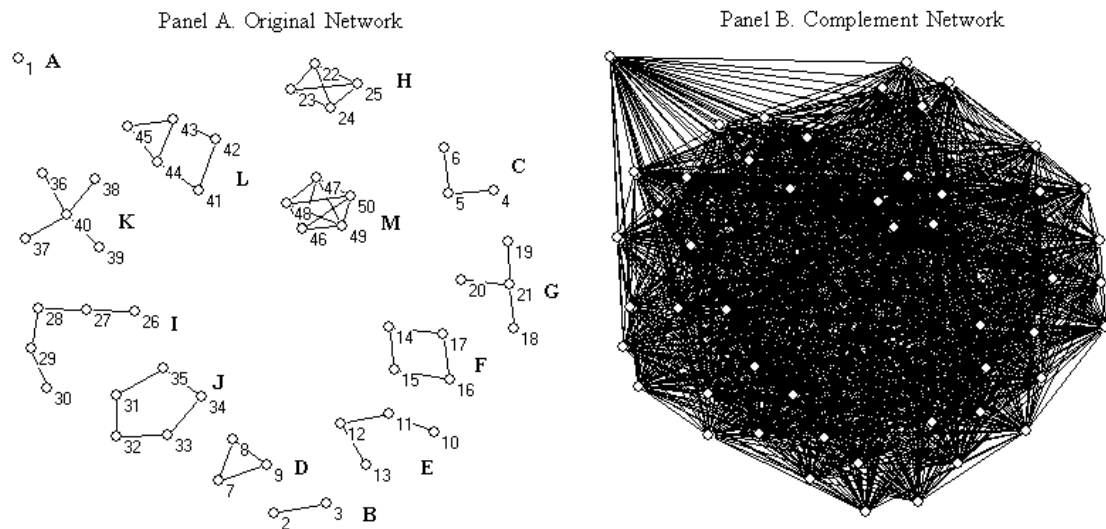 Panel A. Original Network
Panel B. Complement Network
1 A
22 H
23 25
24
45 43
42
44 L
41
36 38
40 K
37 39
6 C
5 4
47
48 50
46 49 M
19
20 21 G
18
28 27 26 I
29
30
14 17
15 16 F
35 J
31 34
32 33
12 11 10
13 E
8
9 D
7
2 3 B